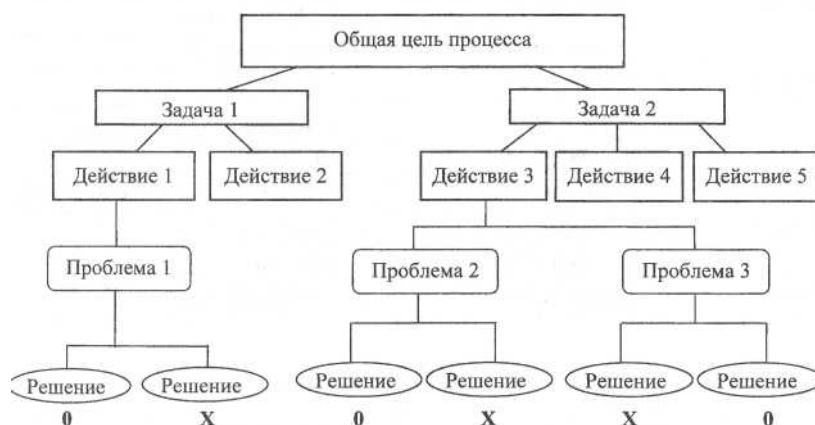 Общая цель процесса
Задача 1 Задача 2
Действие 1 Действие 2 Действие 3 Действие 4 Действие 5
Проблема 1 Проблема 2 Проблема 3
Решение Решение Решение Решение Решение Решение
0 X 0 X X 0